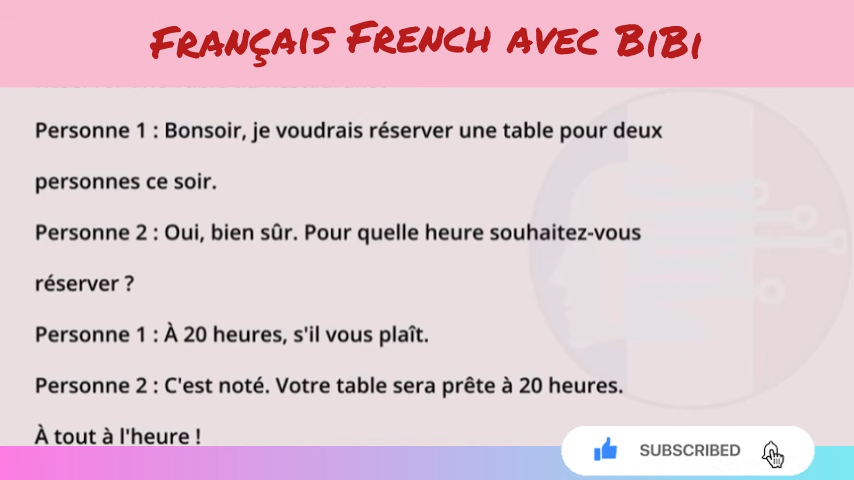 FRANÇAIS FRENCH AVEC BIBI
Personne 1 : Bonsoir, je voudrais réserver une table pour deux
personnes ce soir.
Personne 2 : Oui, bien sûr. Pour quelle heure souhaitez-vous
réserver ?
Personne 1 : À 20 heures, s'il vous plaît.
Personne 2 : C'est noté. Votre table sera prête à 20 heures.
À tout à l'heure !
SUBSCRIBED